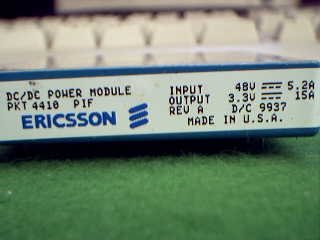 DC/DC POWER MODULE
PKT 4410 PIF
ERICSSON
INPUT 48V 5.2A
OUTPUT 3.3V 15A
REV A D/C 9937
MADE IN U.S.A.